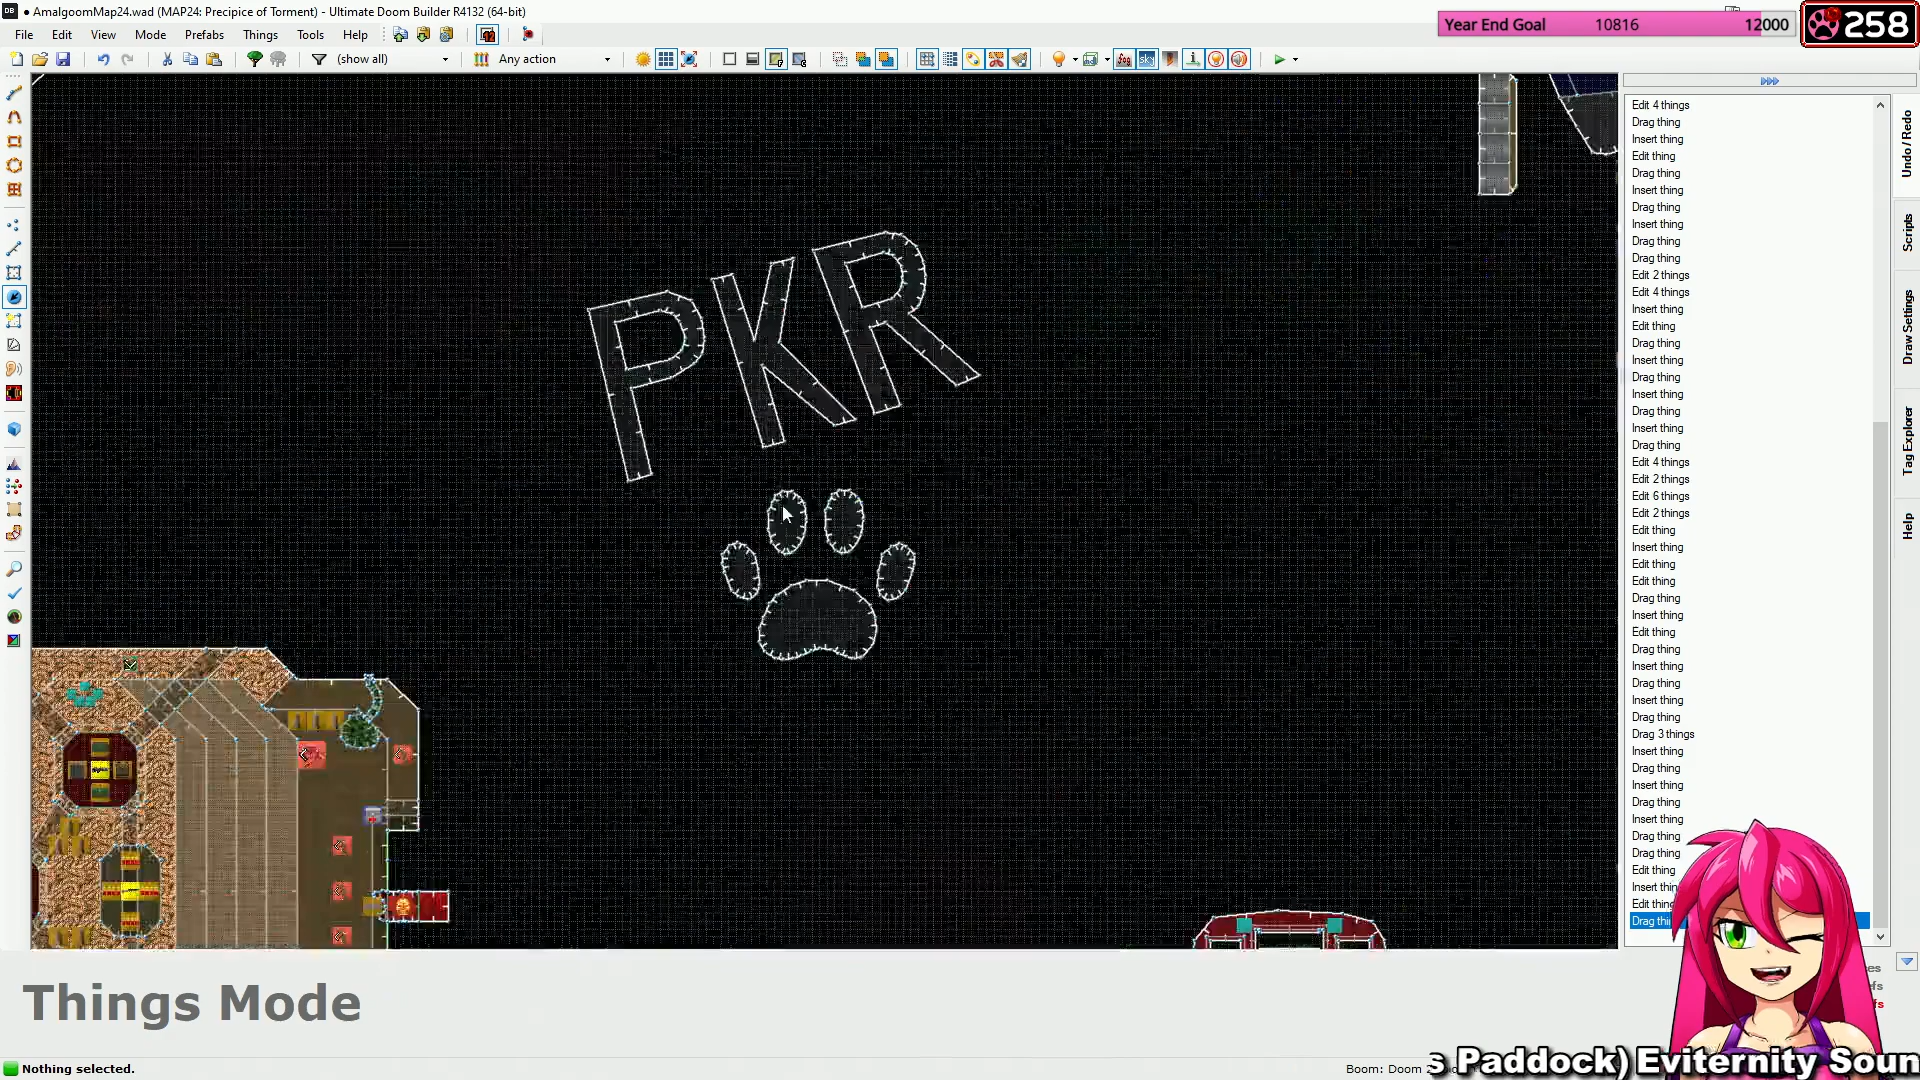 AmalgoomMap24.wad (MAP24: Precipice of Torment) - Ultimate Doom Builder R4132 (64-bit)
Year End Goal 10816 12000
258
File Edit View Mode Prefabs Things Tools Help
(show all)
Any action
Edit 4 things
Drag thing
Insert thing
Edit thing
Drag thing
Insert thing
Drag thing
Insert thing
Drag thing
Drag thing
Edit 2 things
Edit 4 things
Insert thing
Edit thing
Drag thing
Insert thing
Drag thing
Insert thing
Drag thing
Insert thing
Drag thing
Edit 4 things
Edit 2 things
Edit 6 things
Edit 2 things
Edit thing
Insert thing
Edit thing
Edit thing
Drag thing
Insert thing
Edit thing
Drag thing
Insert thing
Drag thing
Insert thing
Drag thing
Drag 3 things
Insert thing
Drag thing
Insert thing
Drag thing
Insert thing
Drag thing
Drag thing
Edit thing
Insert thin
Edit thing
Drag thi
Undo / Redo
Scripts
Draw Settings
Tag Explorer
Help
PKR
Things Mode
Nothing selected.
Boom: Doom 2
s Paddock) Eviternity Soun